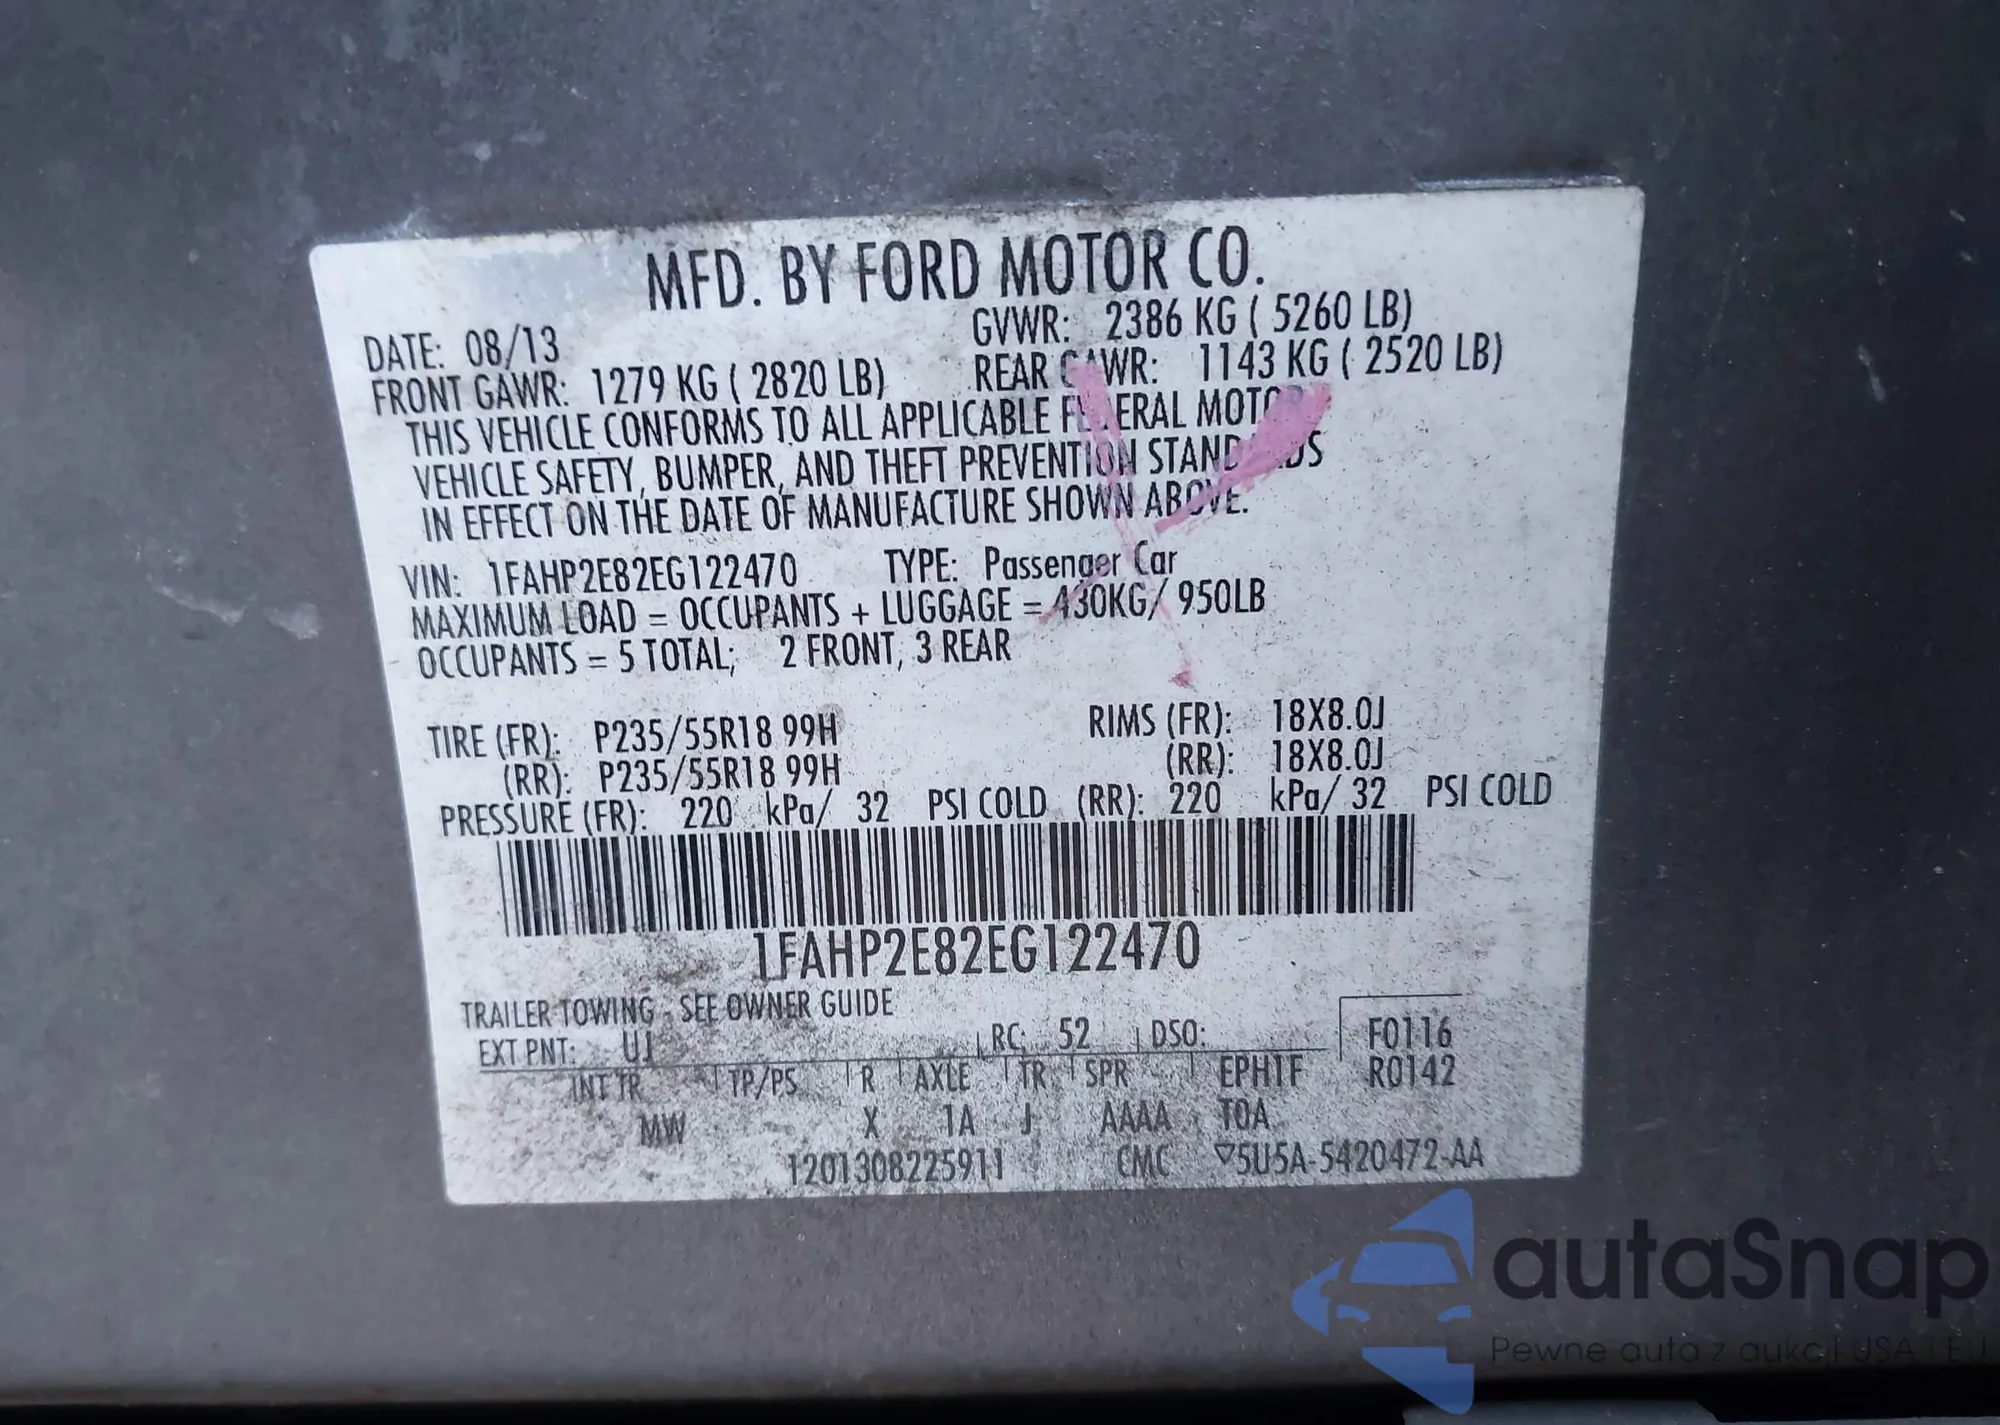 MFD. BY FORD MOTOR CO.
DATE: 08/13 GVWR: 2386 KG ( 5260 LB)
FRONT GAWR: 1279 KG ( 2820 LB) REAR GAWR: 1143 KG ( 2520 LB)
THIS VEHICLE CONFORMS TO ALL APPLICABLE FEDERAL MOTOR
VEHICLE SAFETY, BUMPER, AND THEFT PREVENTION STANDARDS
IN EFFECT ON THE DATE OF MANUFACTURE SHOWN ABOVE.
VIN: 1FAHP2E82EG122470 TYPE: Passenger Car
MAXIMUM LOAD = OCCUPANTS + LUGGAGE = 430KG/ 950LB
OCCUPANTS = 5 TOTAL; 2 FRONT, 3 REAR
TIRE (FR): P235/55R18 99H RIMS (FR): 18X8.0J
(RR): P235/55R18 99H (RR): 18X8.0J
PRESSURE (FR): 220 kPa/ 32 PSI COLD (RR): 220 kPa/ 32 PSI COLD
1FAHP2E82EG122470
TRAILER TOWING - SEE OWNER GUIDE
EXT PNT: UJ RC: 52 DSO: F0116
INT TR TP/PS R AXLE TR SPR EPH1F R0142
MW X 1A J AAAA TOA
1201308225911 CMC ▽5U5A-5420472-AA
autaSnap
Pewne auta z aukcji USA i EU